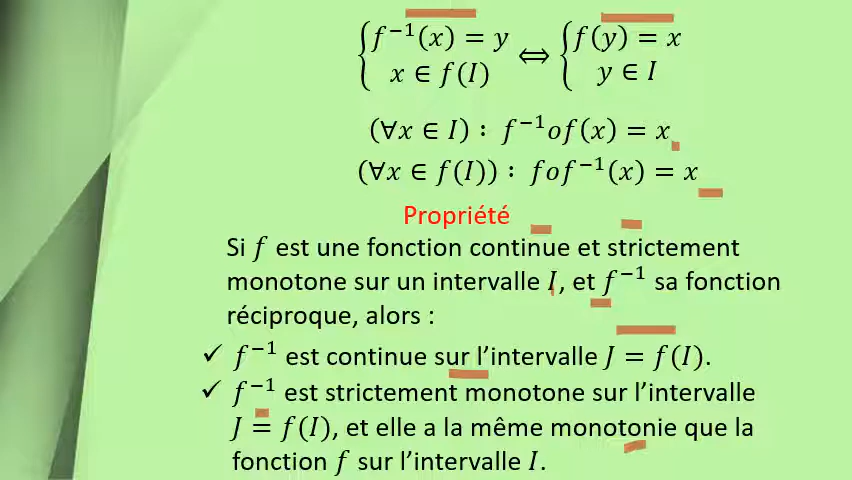 {f⁻¹(x) = y ⇔ {f(y) = x
x ∈ f(I) y ∈ I
(∀x ∈ I) : f⁻¹of(x) = x
(∀x ∈ f(I)) : fof⁻¹(x) = x
Propriété
Si f est une fonction continue et strictement
monotone sur un intervalle I, et f⁻¹ sa fonction
réciproque, alors :
✓ f⁻¹ est continue sur l'intervalle J = f(I).
✓ f⁻¹ est strictement monotone sur l'intervalle
J = f(I), et elle a la même monotonie que la
fonction f sur l'intervalle I.